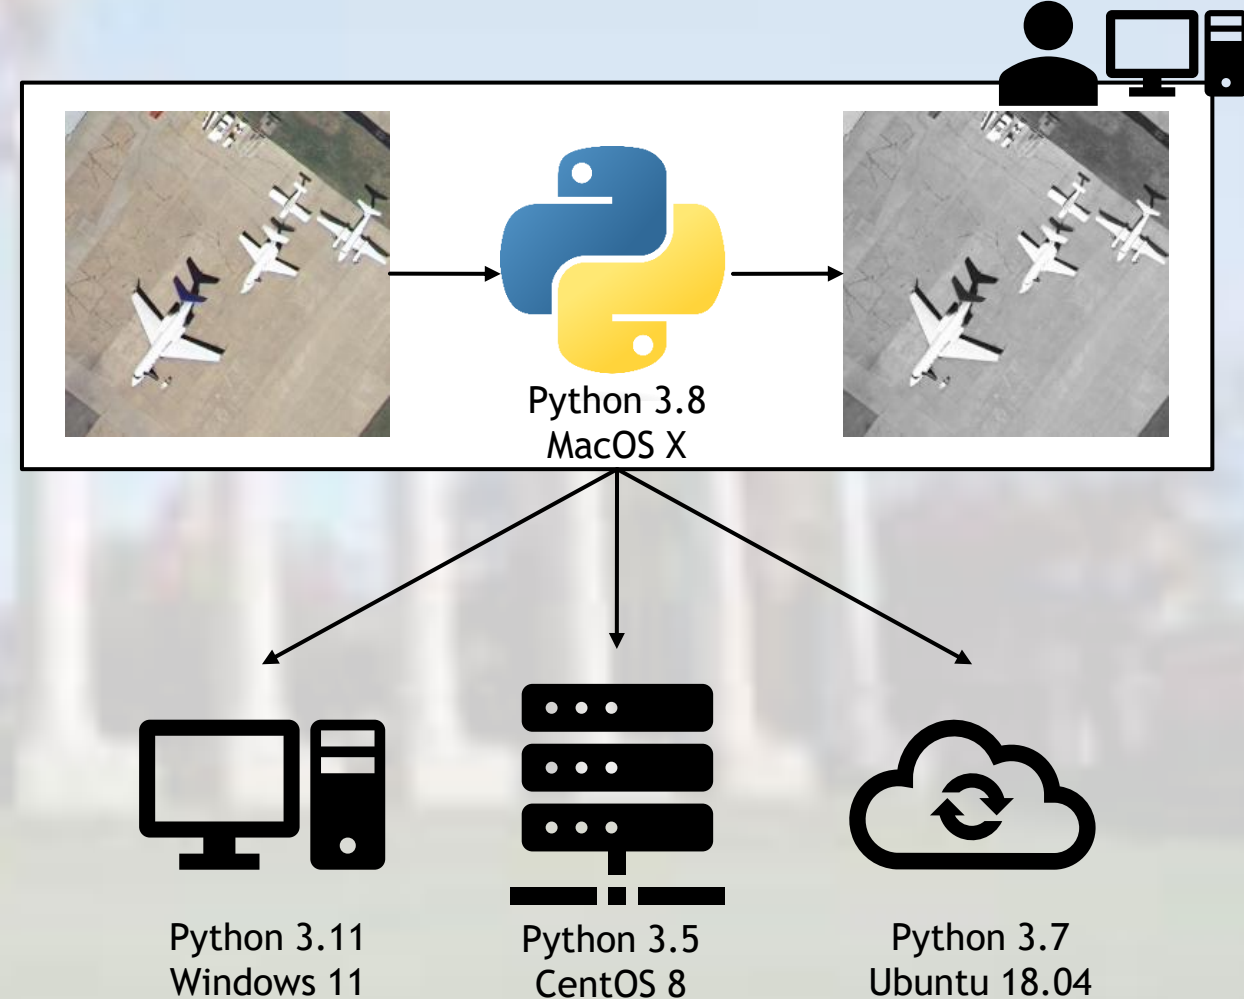 Python 3.8
MacOS X
Python 3.11
Windows 11
Python 3.5
CentOS 8
Python 3.7
Ubuntu 18.04